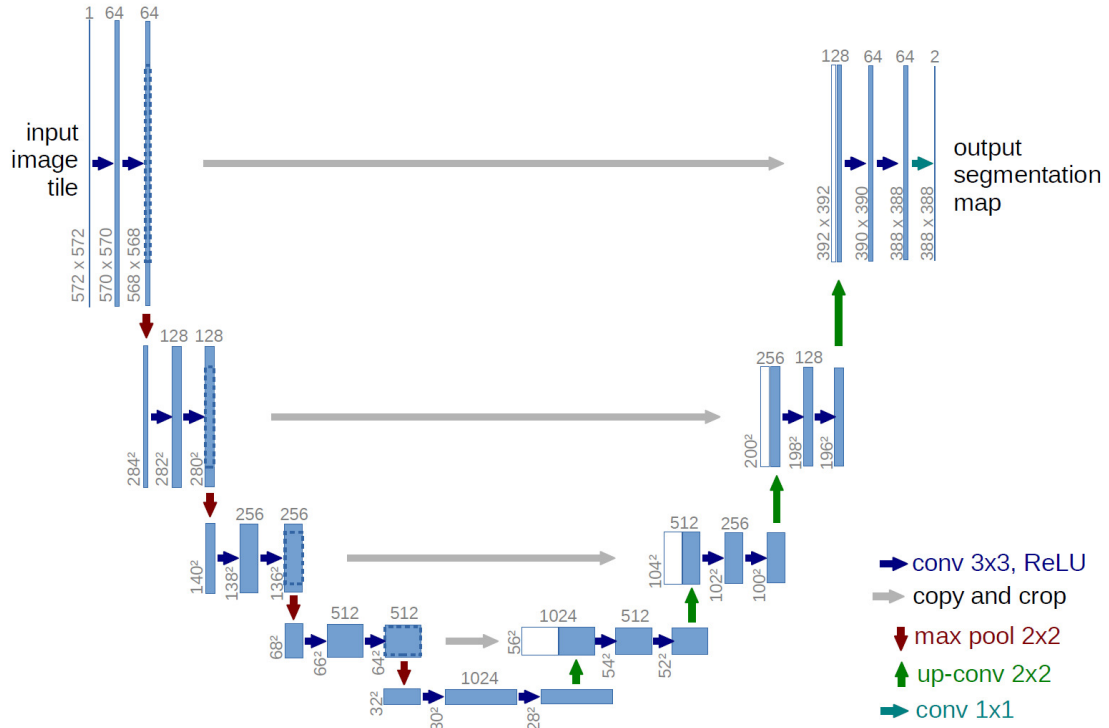 1 64 64
128
64
64
2
input
image
tile
output
segmentation
map
572 x 572
570 x 570
568 x 568
392 x 392
390 x 390
388 x 388
388 x 388
128
128
256
128
284²
282²
280²
200²
198²
196²
256
256
512
256
140²
138²
136²
104²
102²
100²
conv 3x3, ReLU
copy and crop
max pool 2x2
up-conv 2x2
conv 1x1
512
512
1024
512
68²
66²
64²
56²
54²
52²
1024
32²